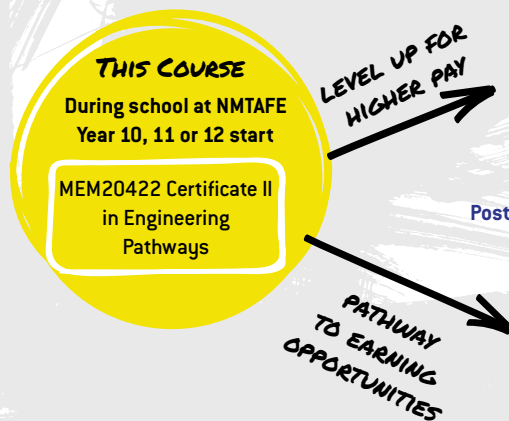 THIS COURSE
During school at NMTAFE
Year 10, 11 or 12 start
MEM20422 Certificate II
in Engineering
Pathways
LEVEL UP FOR
HIGHER PAY
Post
PATHWAY
TO EARNING
OPPORTUNITIES